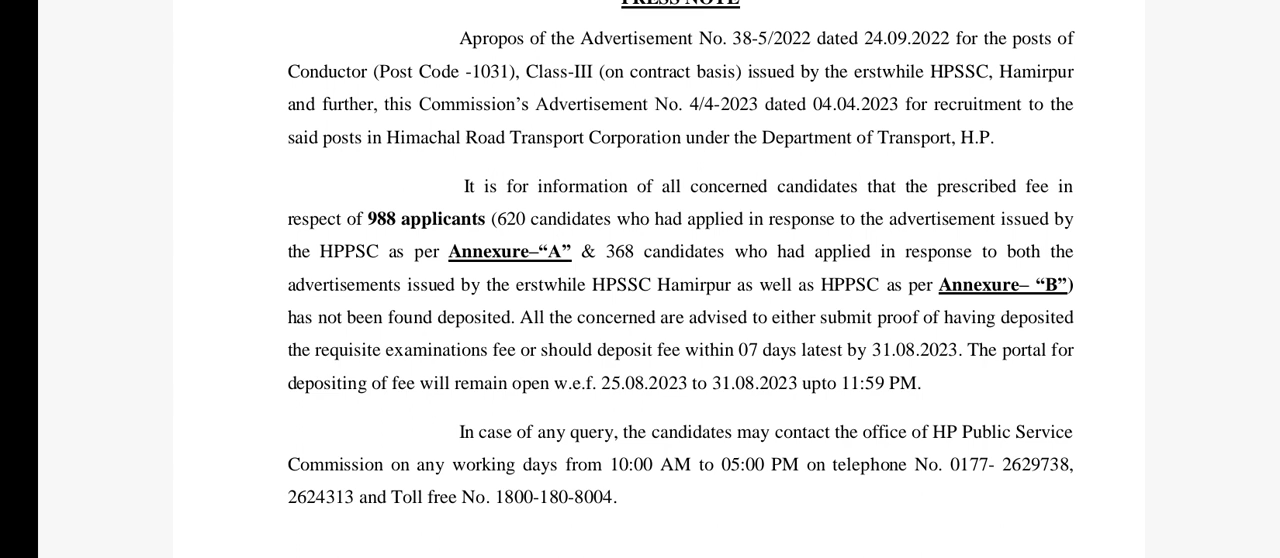 PRESS NOTE
Apropos of the Advertisement No. 38-5/2022 dated 24.09.2022 for the posts of
Conductor (Post Code -1031), Class-III (on contract basis) issued by the erstwhile HPSSC, Hamirpur
and further, this Commission’s Advertisement No. 4/4-2023 dated 04.04.2023 for recruitment to the
said posts in Himachal Road Transport Corporation under the Department of Transport, H.P.
It is for information of all concerned candidates that the prescribed fee in
respect of 988 applicants (620 candidates who had applied in response to the advertisement issued by
the HPPSC as per Annexure–“A” & 368 candidates who had applied in response to both the
advertisements issued by the erstwhile HPSSC Hamirpur as well as HPPSC as per Annexure– “B”)
has not been found deposited. All the concerned are advised to either submit proof of having deposited
the requisite examinations fee or should deposit fee within 07 days latest by 31.08.2023. The portal for
depositing of fee will remain open w.e.f. 25.08.2023 to 31.08.2023 upto 11:59 PM.
In case of any query, the candidates may contact the office of HP Public Service
Commission on any working days from 10:00 AM to 05:00 PM on telephone No. 0177- 2629738,
2624313 and Toll free No. 1800-180-8004.